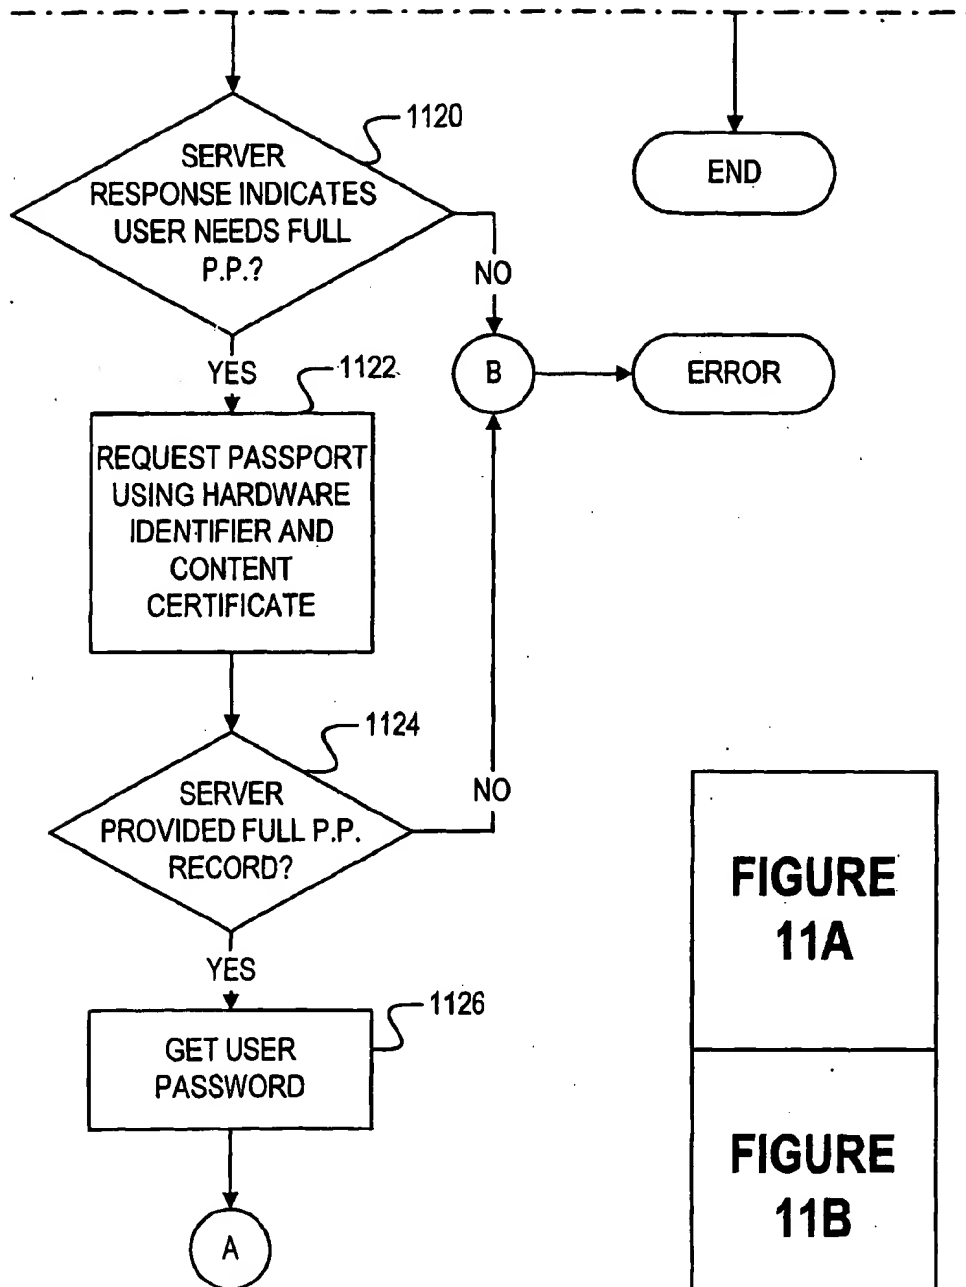 1120
SERVER
RESPONSE INDICATES
USER NEEDS FULL
P.P.?
END
NO
YES
1122
B
ERROR
REQUEST PASSPORT
USING HARDWARE
IDENTIFIER AND
CONTENT
CERTIFICATE
1124
SERVER
PROVIDED FULL P.P.
RECORD?
NO
YES
1126
GET USER
PASSWORD
A
FIGURE
11A
FIGURE
11B